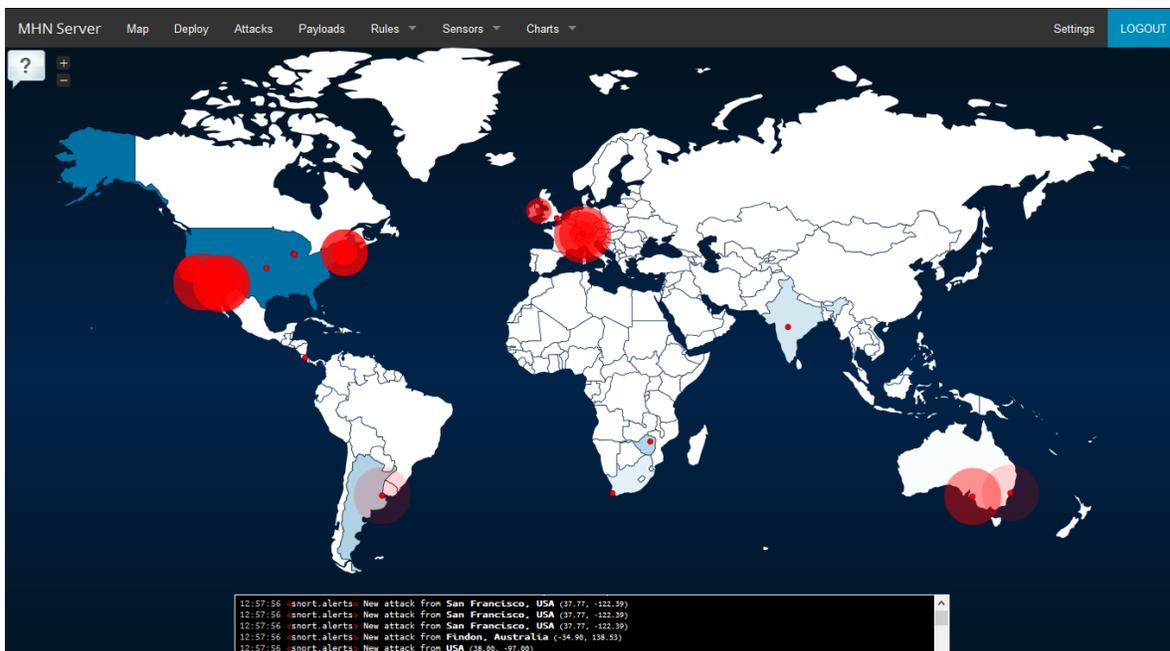 MHN Server Map Deploy Attacks Payloads Rules Sensors Charts Settings LOGOUT
?
+
−
12:57:56 <snort.alerts> New attack from San Francisco, USA (37.77, -122.39)
12:57:56 <snort.alerts> New attack from San Francisco, USA (37.77, -122.39)
12:57:56 <snort.alerts> New attack from San Francisco, USA (37.77, -122.39)
12:57:56 <snort.alerts> New attack from Findon, Australia (-34.90, 138.53)
12:57:56 <snort.alerts> New attack from USA (38.00, -97.00)